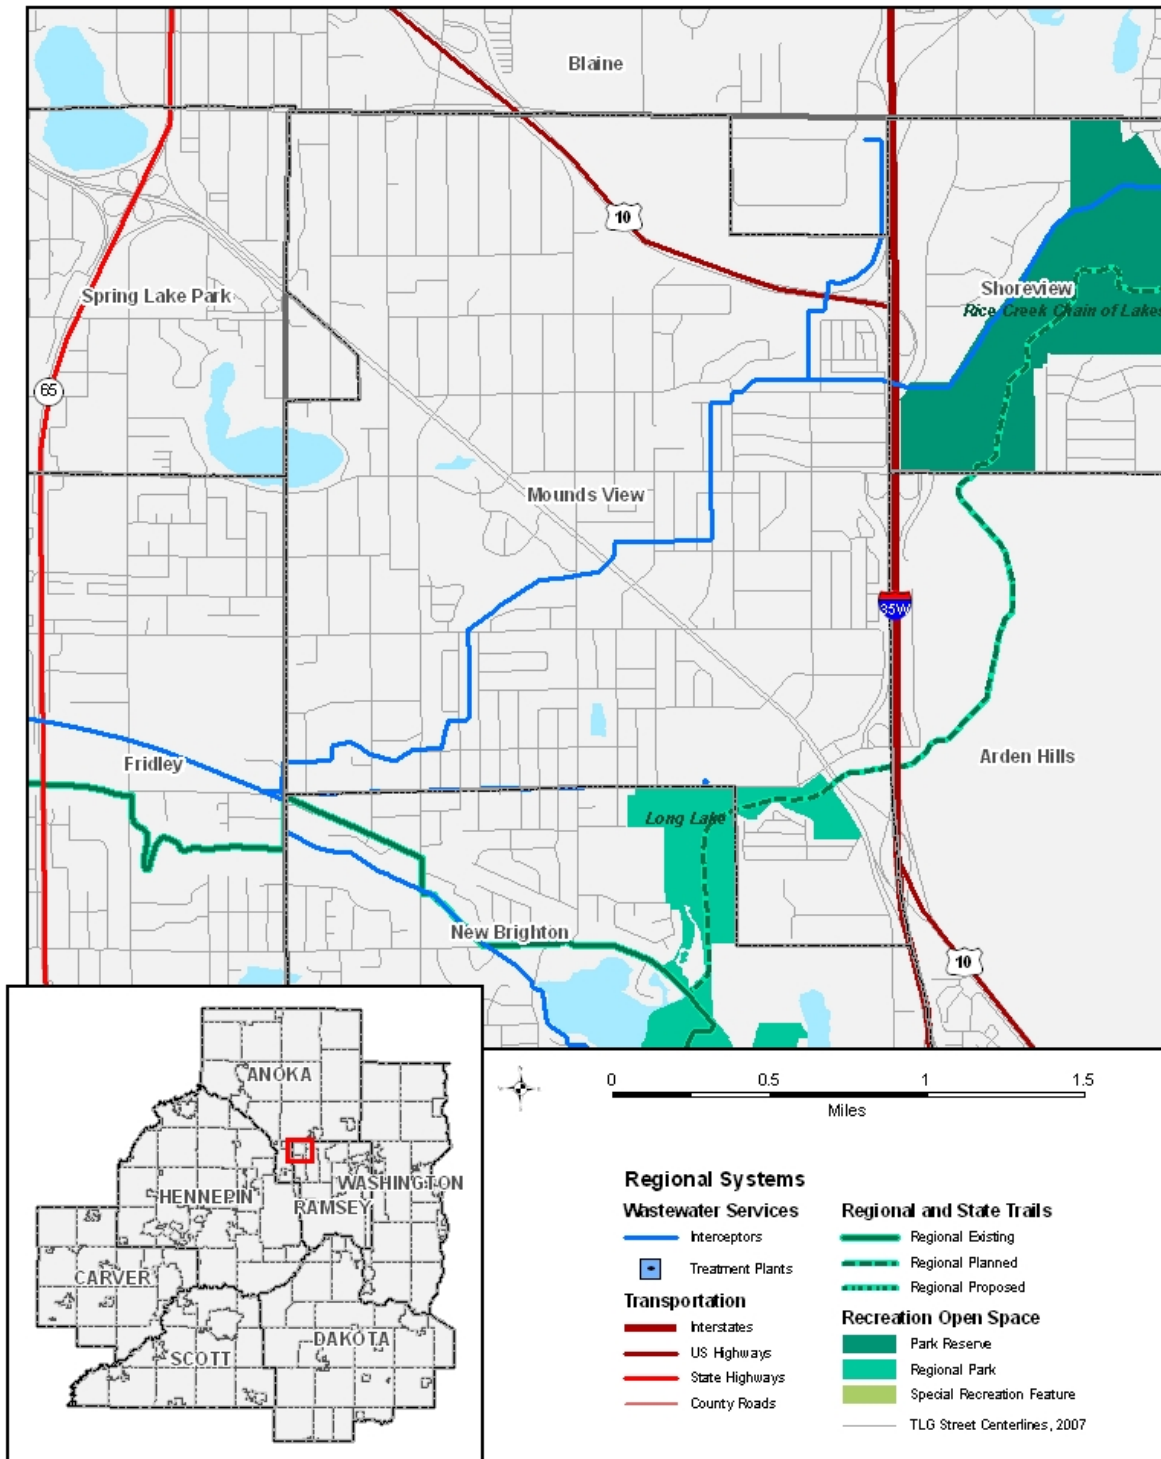 Blaine
10
Spring Lake Park
Shoreview
Rice Creek Chain of Lakes
65
Mounds View
35W
Fridley
Arden Hills
Long Lake
New Brighton
10
ANOKA
HENNEPIN
WASHINGTON
RAMSEY
CARVER
SCOTT
DAKOTA
0 0.5 1 1.5
Miles
Regional Systems
Wastewater Services
Interceptors
Treatment Plants
Transportation
Interstates
US Highways
State Highways
County Roads
Regional and State Trails
Regional Existing
Regional Planned
Regional Proposed
Recreation Open Space
Park Reserve
Regional Park
Special Recreation Feature
TLG Street Centerlines, 2007